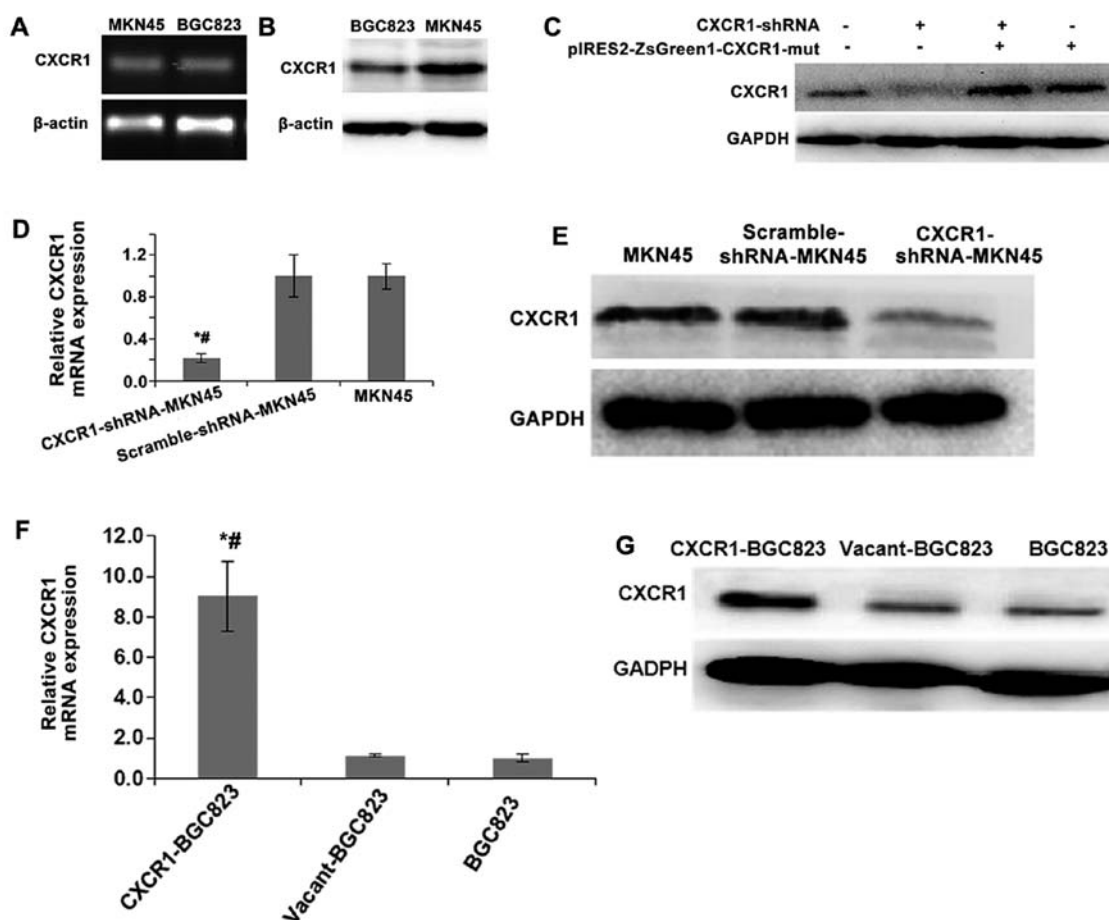 A
MKN45 BGC823
CXCR1
β-actin
B
BGC823 MKN45
CXCR1
β-actin
C
CXCR1-shRNA - + + -
pIRES2-ZsGreen1-CXCR1-mut - - + +
CXCR1
GAPDH
D
Relative CXCR1
mRNA expression
1.2
0.8
0.4
0.0
*#
CXCR1-shRNA-MKN45
Scramble-shRNA-MKN45
MKN45
E
MKN45
Scramble-
shRNA-MKN45
CXCR1-
shRNA-MKN45
CXCR1
GAPDH
F
Relative CXCR1
mRNA expression
12.0
10.0
8.0
6.0
4.0
2.0
0.0
*#
CXCR1-BGC823
Vacant-BGC823
BGC823
G
CXCR1-BGC823 Vacant-BGC823 BGC823
CXCR1
GADPH